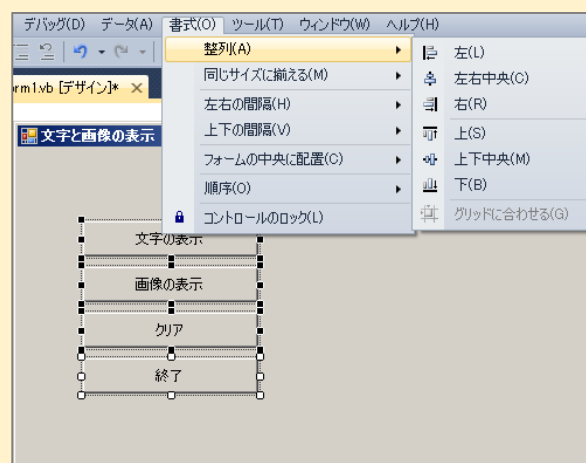 デバッグ(D) データ(A) 書式(O) ツール(T) ウィンドウ(W) ヘルプ(H)
整列(A)
同じサイズに揃える(M)
左右の間隔(H)
上下の間隔(V)
フォームの中央に配置(C)
順序(O)
コントロールのロック(L)
左(L)
左右中央(C)
右(R)
上(S)
上下中央(M)
下(B)
グリッドに合わせる(G)
rm1.vb [デザイン]*
文字と画像の表示
文字の表示
画像の表示
クリア
終了